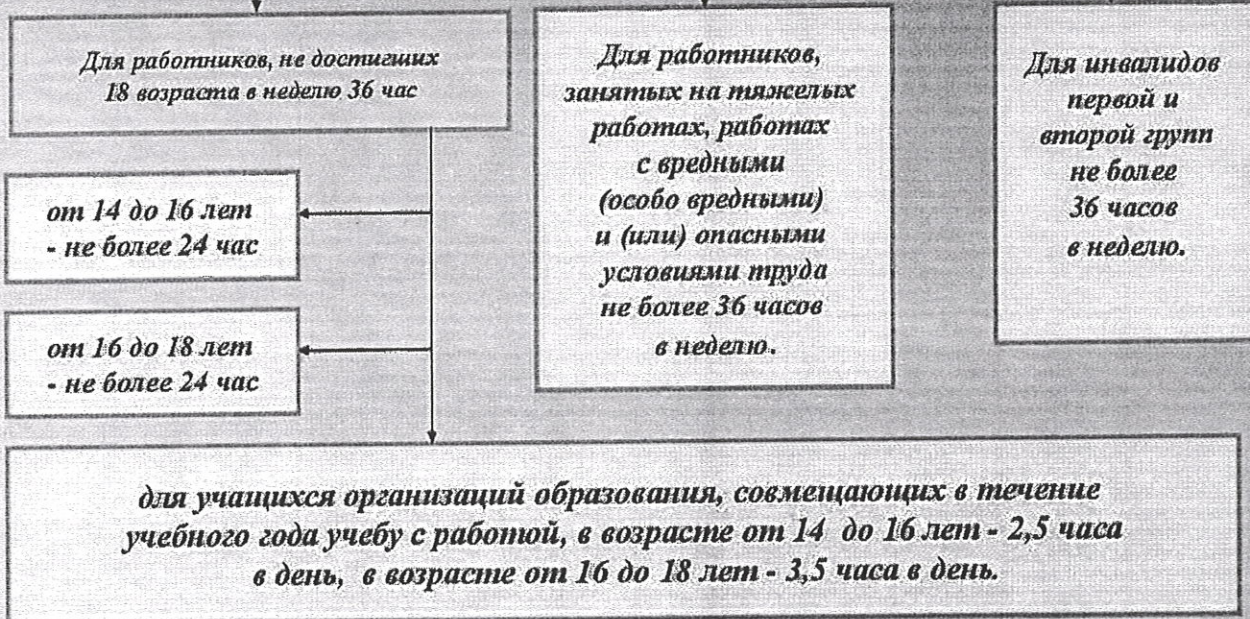 Для работников, не достигших
18 возраста в неделю 36 час
от 14 до 16 лет
- не более 24 час
от 16 до 18 лет
- не более 24 час
Для работников,
занятых на тяжелых
работах, работах
с вредными
(особо вредными)
и (или) опасными
условиями труда
не более 36 часов
в неделю.
Для инвалидов
первой и
второй групп
не более
36 часов
в неделю.
для учащихся организаций образования, совмещающих в течение
учебного года учебу с работой, в возрасте от 14 до 16 лет - 2,5 часа
в день, в возрасте от 16 до 18 лет - 3,5 часа в день.